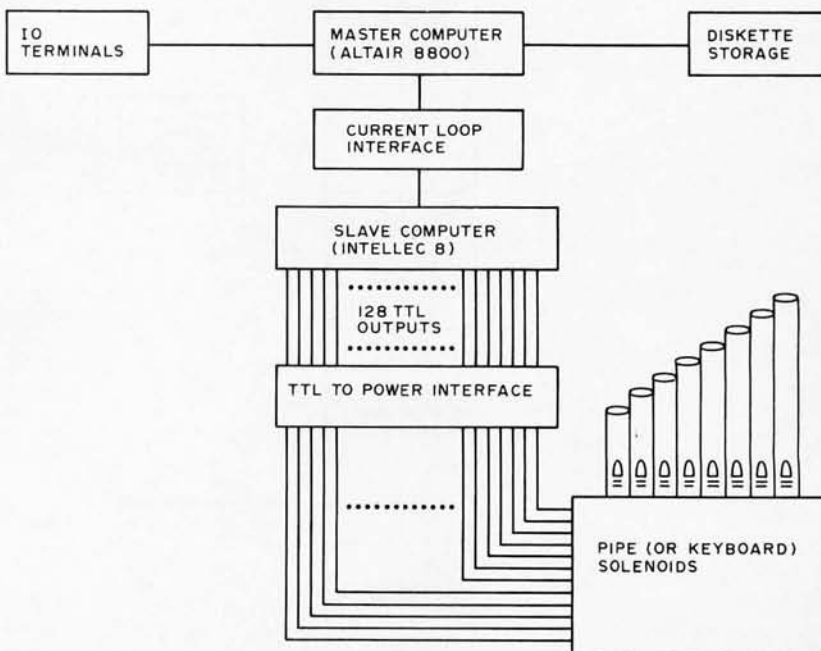 IO
TERMINALS
MASTER COMPUTER
(ALTAIR 8800)
DISKETTE
STORAGE
CURRENT LOOP
INTERFACE
SLAVE COMPUTER
(INTELLEC 8)
128 TTL
OUTPUTS
TTL TO POWER INTERFACE
PIPE (OR KEYBOARD)
SOLENOIDS